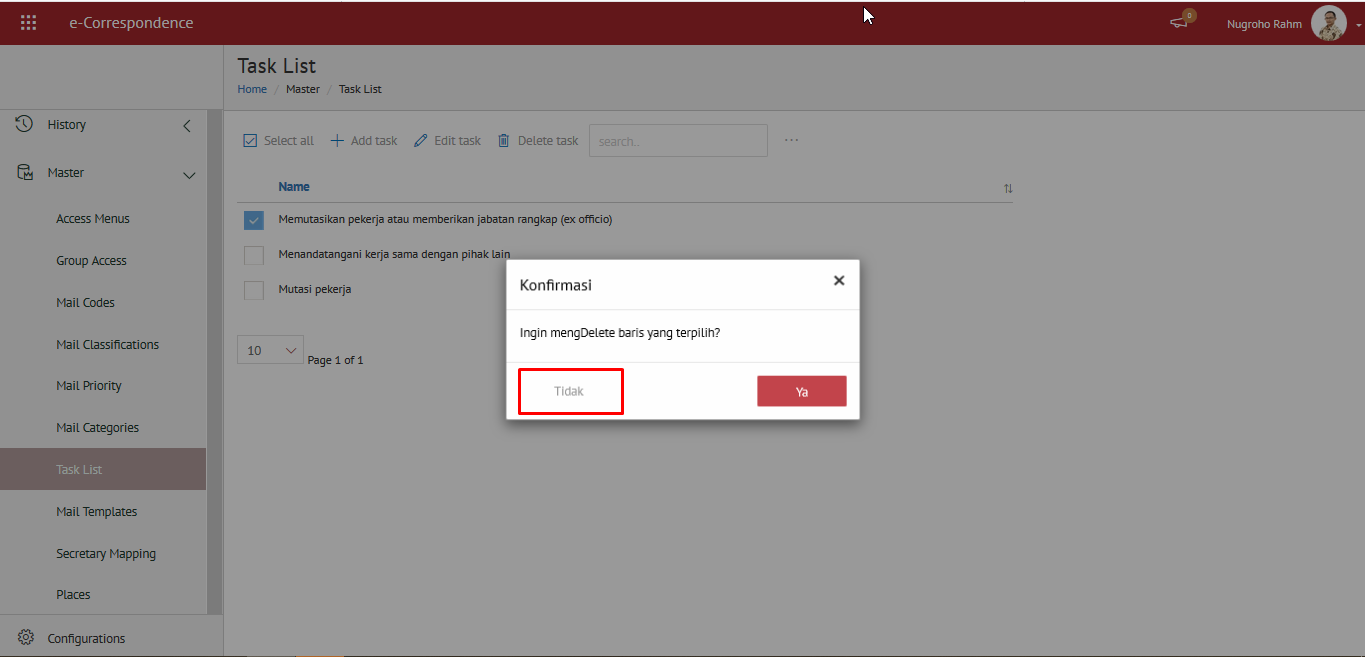 e-Correspondence
0
Nugroho Rahm
Task List
Home / Master / Task List
History
Master
Access Menus
Group Access
Mail Codes
Mail Classifications
Mail Priority
Mail Categories
Task List
Mail Templates
Secretary Mapping
Places
Configurations
Select all
Add task
Edit task
Delete task
search..
...
Name
Memutasikan pekerja atau memberikan jabatan rangkap (ex officio)
Menandatangani kerja sama dengan pihak lain
Mutasi pekerja
10
Page 1 of 1
Konfirmasi
Ingin mengDelete baris yang terpilih?
Tidak
Ya